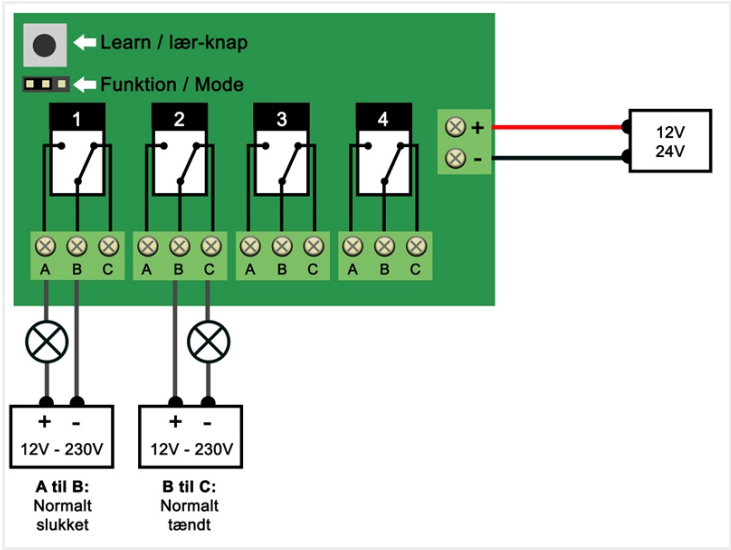 Learn / lær-knap
Funktion / Mode
1 2 3 4
+
-
12V
24V
A B C A B C A B C A B C
+ - + -
12V - 230V 12V - 230V
A til B:
Normalt
slukket
B til C:
Normalt
tændt